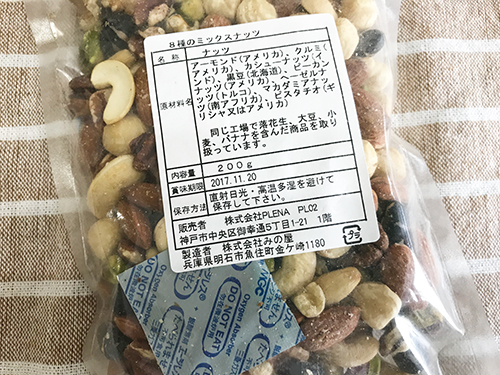 8種のミックスナッツ
名 称 ナッツ
原材料名 アーモンド(アメリカ)、クルミ(
アメリカ)、カシューナッツ(イ
ンド)、黒豆(北海道)、ピーカン
ナッツ(アメリカ)、ヘーゼルナ
ッツ(トルコ)、マカダミアナッ
ツ(南アフリカ)、ピスタチオ(ギ
リシャ又はアメリカ)
同じ工場で落花生、大豆、小
麦、バナナを含んだ商品を取り
扱っています。
内容量 200g
賞味期限 2017.11.20
保存方法 直射日光・高温多湿を避けて
保存して下さい。
販売者 株式会社PLENA PL02
神戸市中央区御幸通5丁目1-21 1階
製造者 株式会社みの屋
兵庫県明石市魚住町金ケ崎1180
プラ
DO NOT EAT
Oxygen Absorber
DO NOT EAT